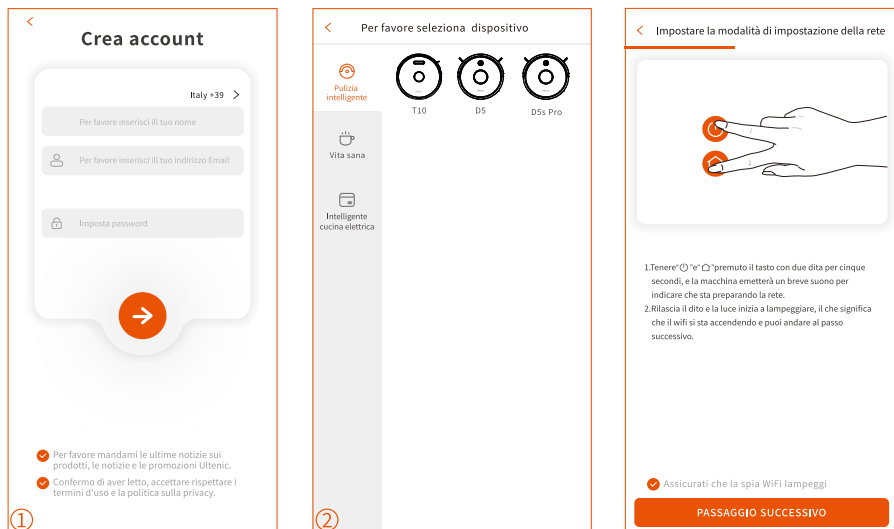 Crea account
Italy +39
Per favore inserisci ill tuo nome
Per favore inserisci ill tuo indirizzo Email
Imposta password
Per favore mandami le ultime notizie sui
prodotti, le notizie e le promozioni Ultenic.
Confermo di aver letto, accettare rispettare i
termini d'uso e la politica sulla privacy.
①
Per favore seleziona dispositivo
Pulizia
intelligente
T10
D5
D5s Pro
Vita sana
Intelligente
cucina elettrica
②
Impostare la modalità di impostazione della rete
1.Tenere“ ”e“ ”premuto il tasto con due dita per cinque
secondi, e la macchina emetterà un breve suono per
indicare che sta preparando la rete.
2.Rilascia il dito e la luce inizia a lampeggiare, il che significa
che il wifi si sta accendendo e puoi andare al passo
successivo.
Assicurati che la spia WiFi lampeggi
PASSAGGIO SUCCESSIVO